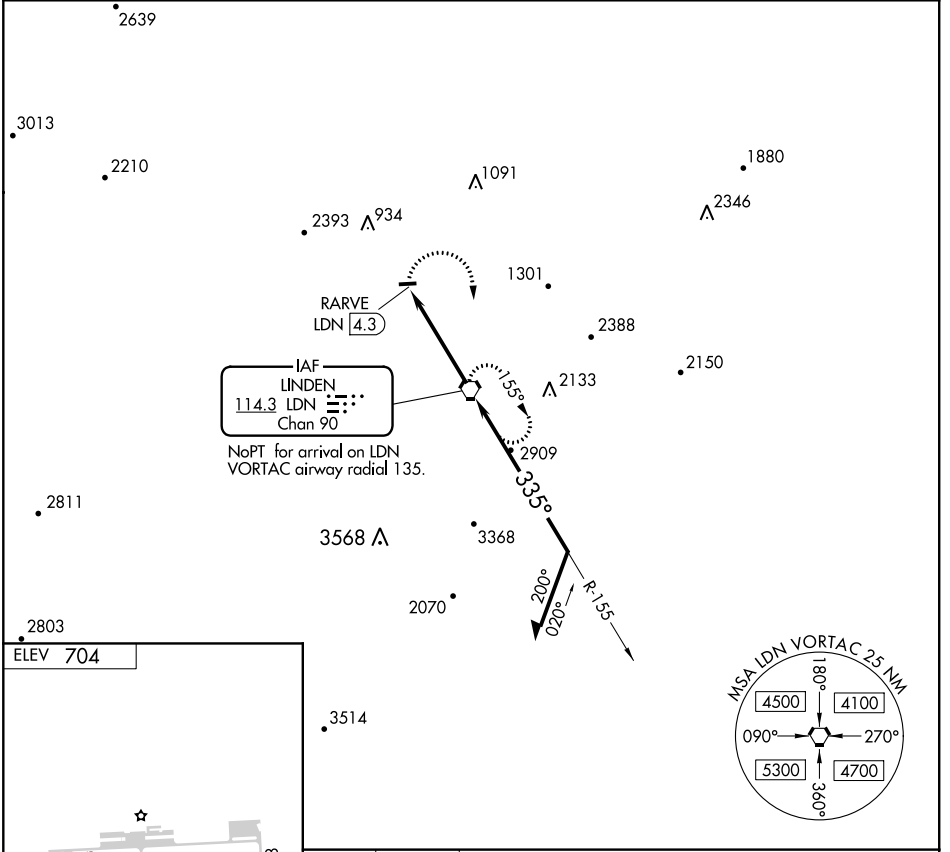 2639
3013
2210
1880
1091
2346
2393
934
1301
RARVE
LDN 4.3
2388
IAF
LINDEN
114.3 LDN
Chan 90
155°
2133
2150
NoPT for arrival on LDN
VORTAC airway radial 135.
2909
335°
2811
3568
3368
200°
020°
R-155
2070
2803
ELEV 704
3514
MSA LDN VORTAC 25 NM
180°
4500
4100
090°
270°
5300
4700
360°